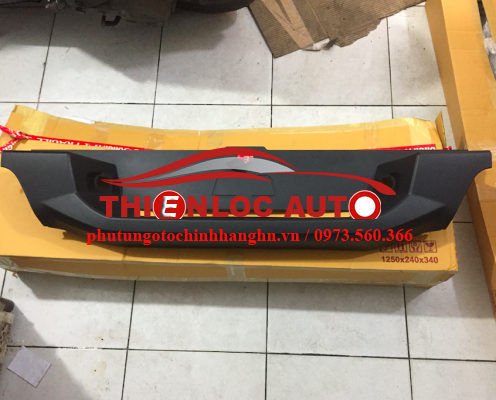 THIENLOC AUTO
phutungotochinhhanghn.vn / 0973.560.366
1250x240x340